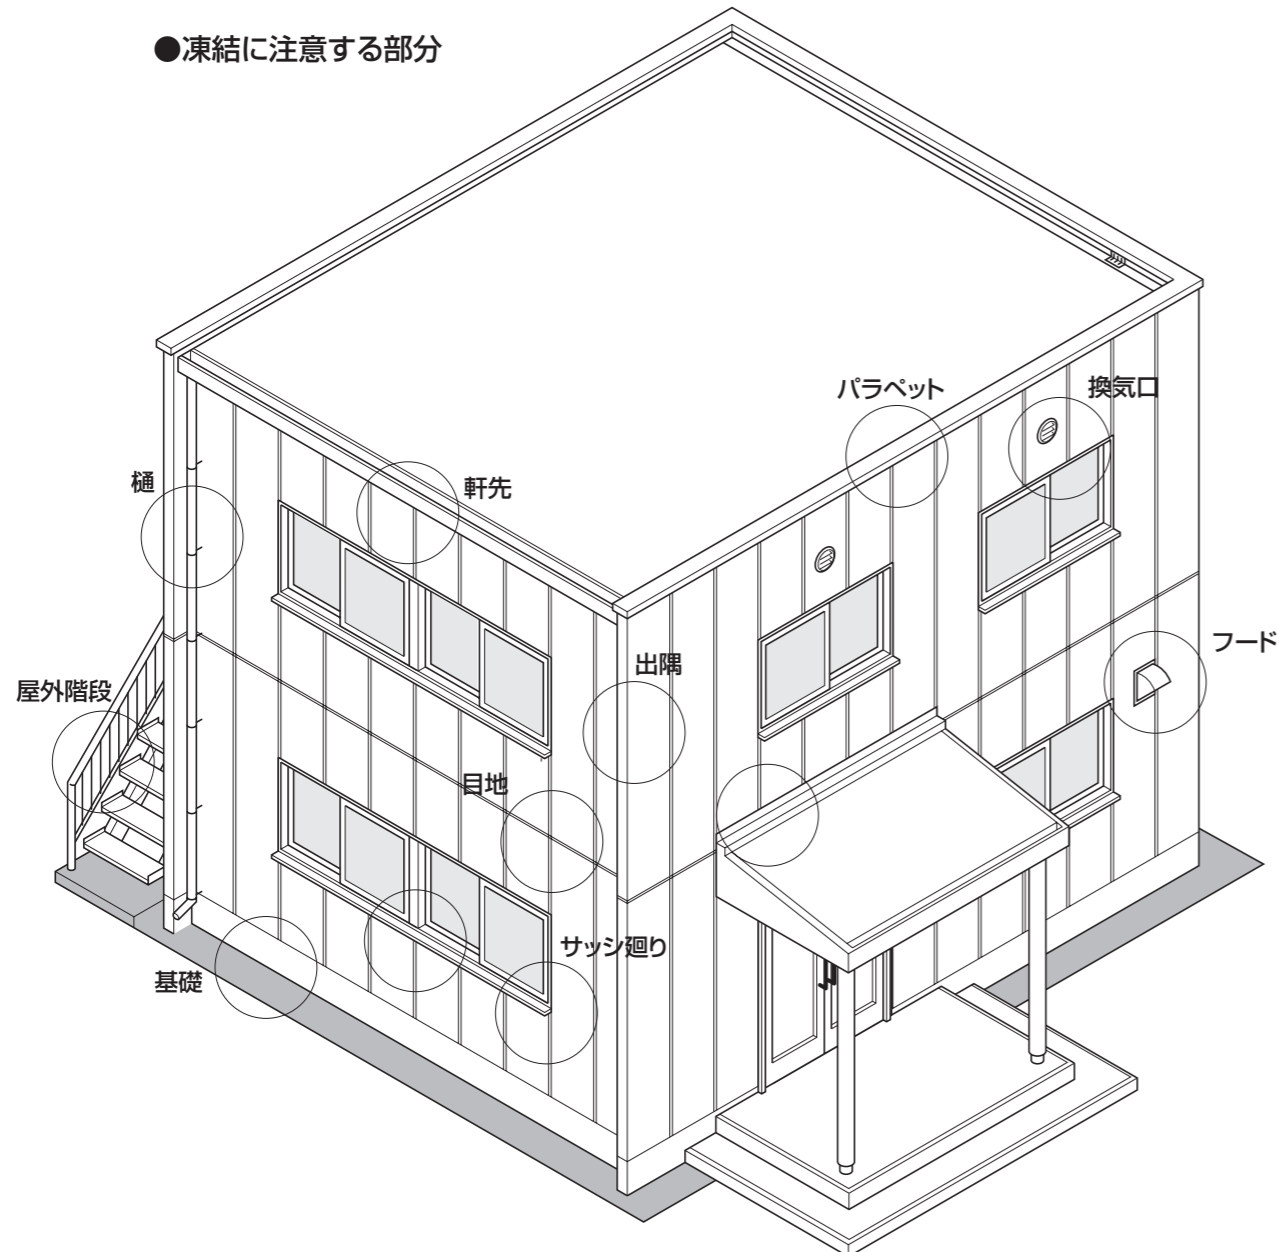 ●凍結に注意する部分
パラペット
換気口
樋
軒先
フード
出隅
屋外階段
目地
サッシ廻り
基礎